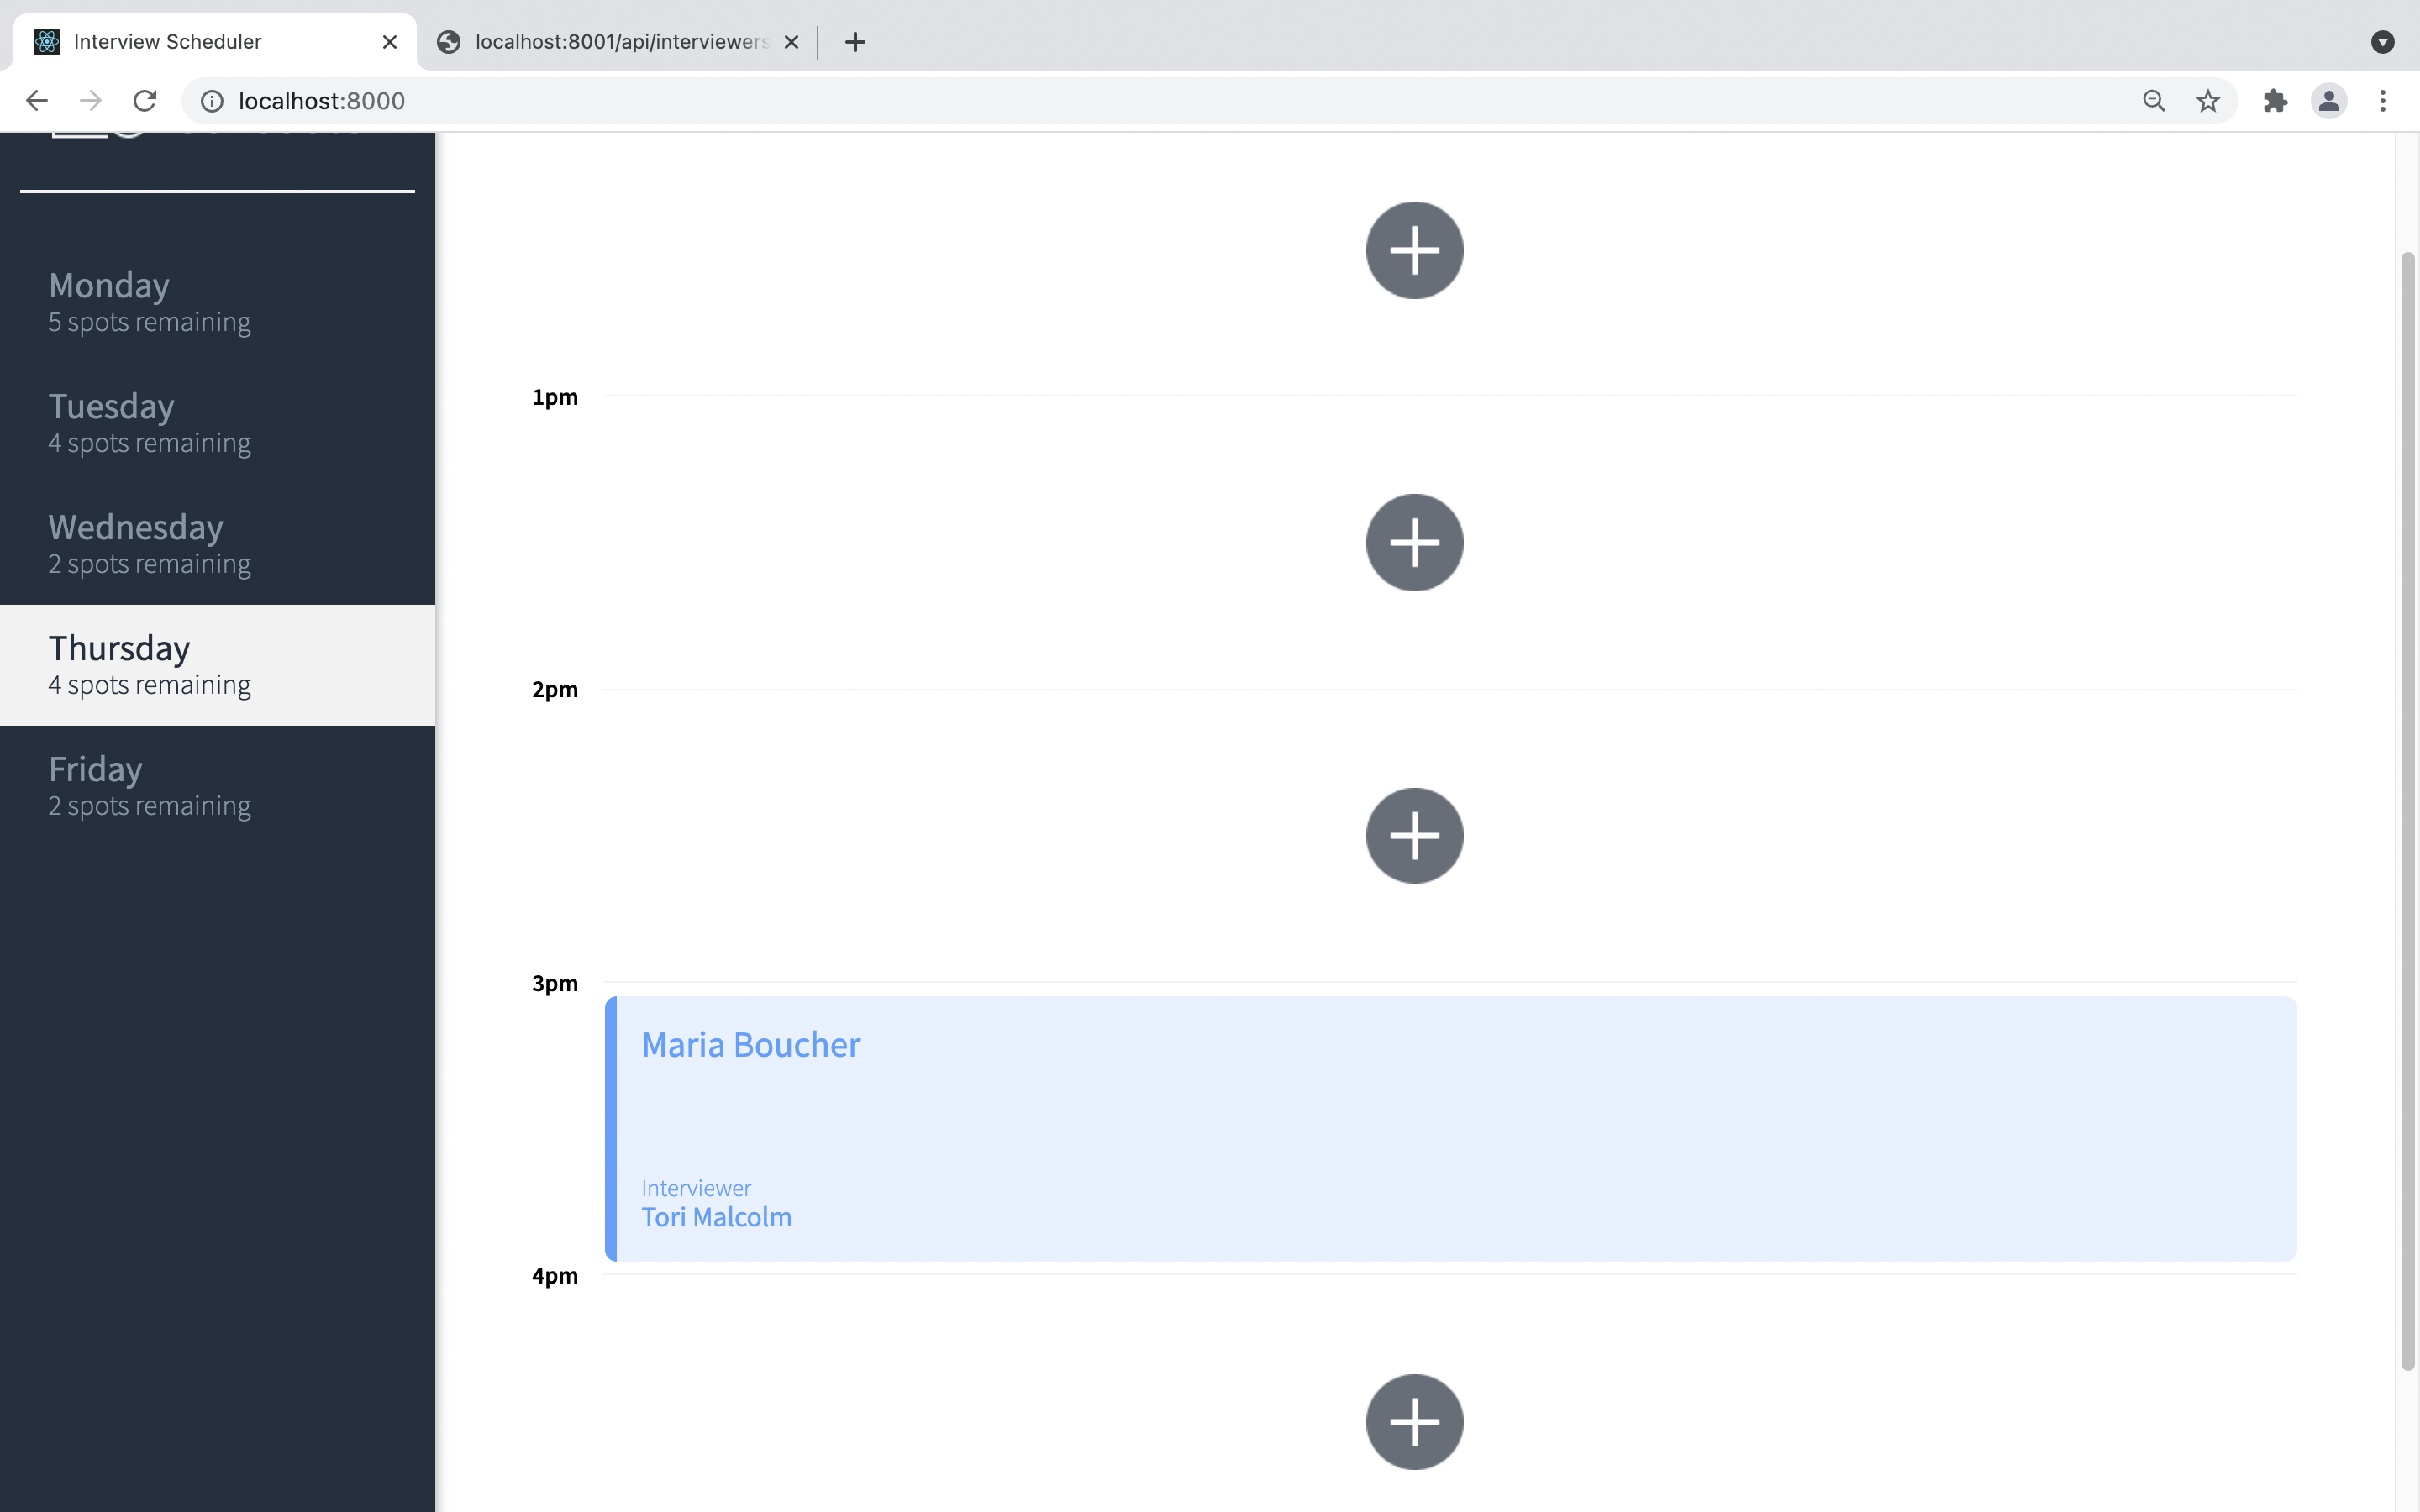 Interview Scheduler
localhost:8001/api/interviewers
localhost:8000
Monday
5 spots remaining
Tuesday
4 spots remaining
Wednesday
2 spots remaining
Thursday
4 spots remaining
Friday
2 spots remaining
1pm
2pm
3pm
Maria Boucher
Interviewer
Tori Malcolm
4pm